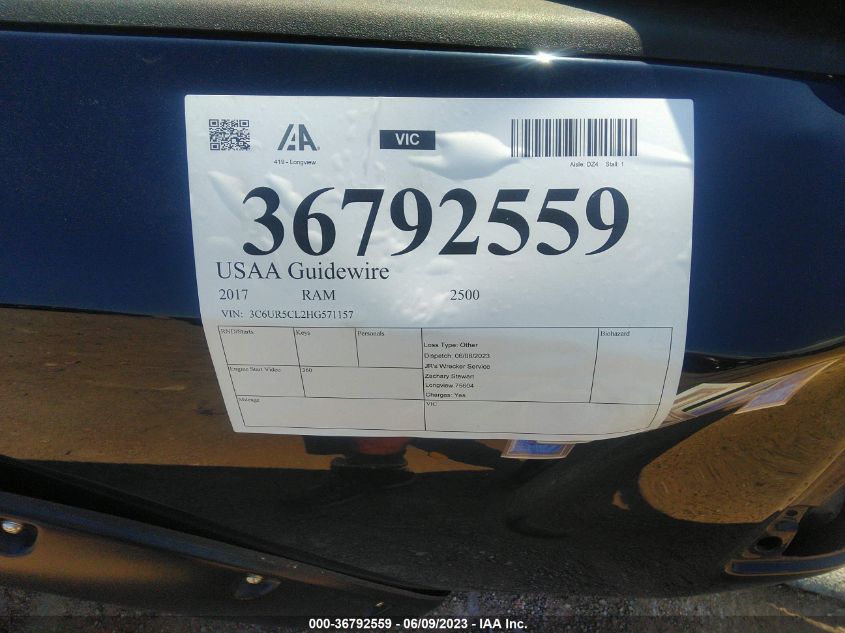 IAA
419 - Longview
VIC
Aisle: DZ4 Stall: 1
36792559
USAA Guidewire
2017 RAM 2500
VIN: 3C6UR5CL2HG571157
RND/Starts Keys Personals Biohazard
Loss Type: Other
Dispatch: 06/08/2023
JR's Wrecker Service
Zachary Stewart
Longview 75604
Charges: Yes
Engine Start Video 360
Mileage VIC
000-36792559 - 06/09/2023 - IAA Inc.